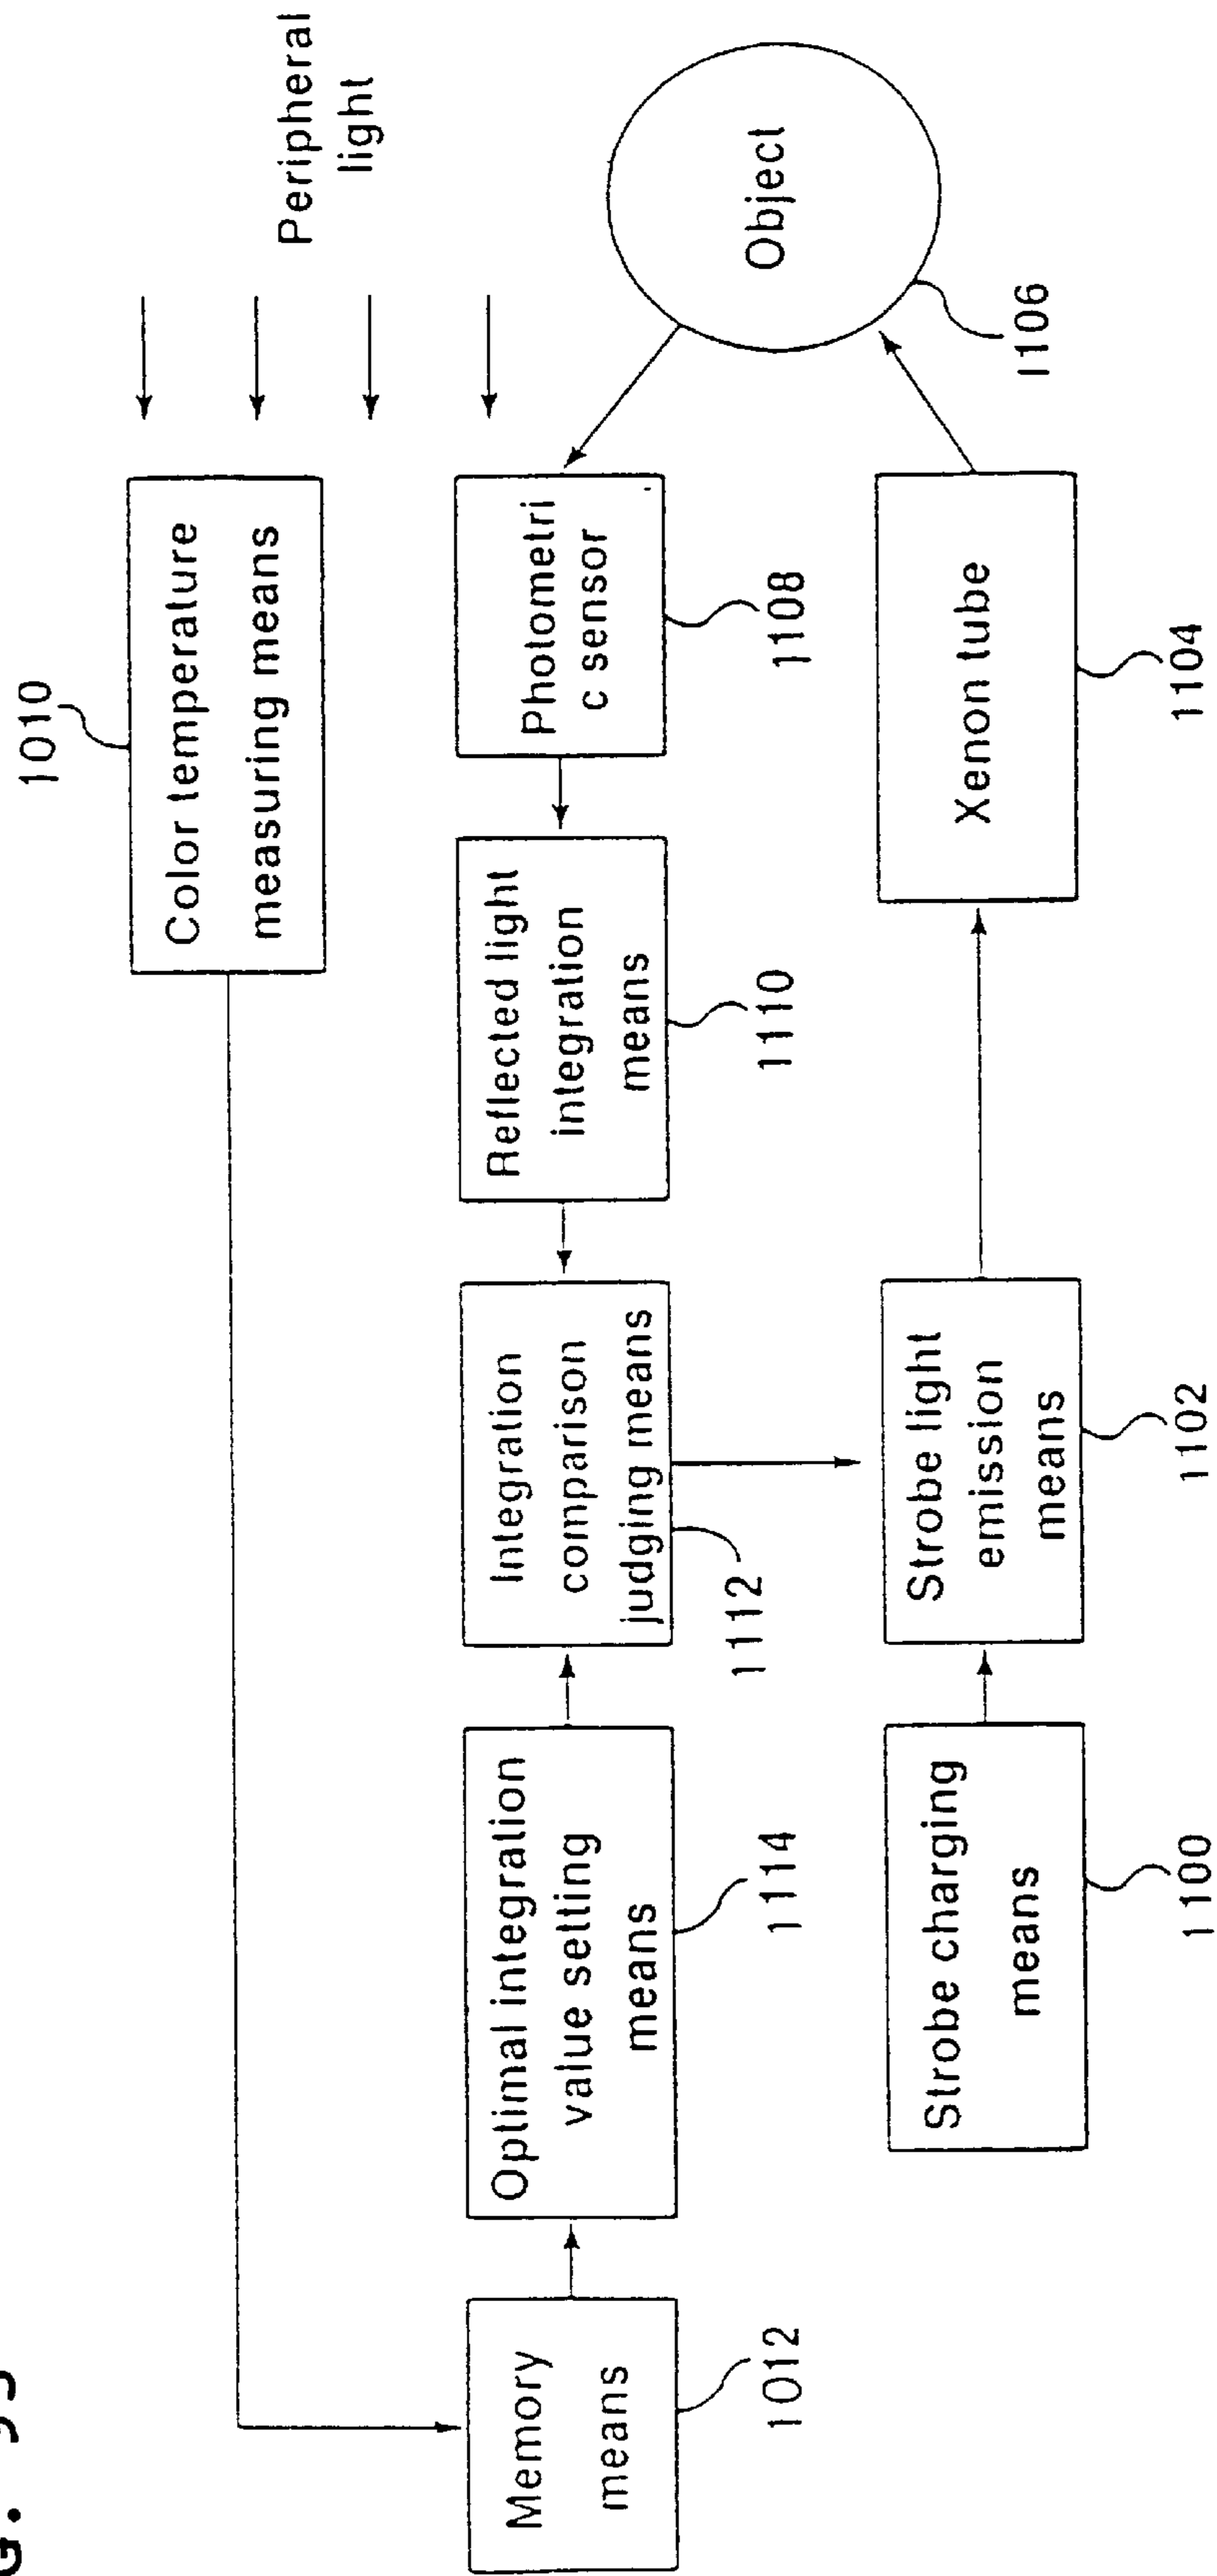 G.
1010
Color temperature
measuring means
Peripheral
light
Memory
means
1012
Optimal integration
value setting
means
1114
Integration
comparison
judging means
1112
Reflected light
integration
means
1110
Photometri
c sensor
1108
Object
1106
Strobe charging
means
1100
Strobe light
emission
means
1102
Xenon tube
1104